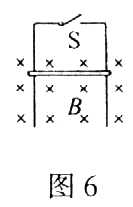 S
× × × ×
× × B ×
× × × ×
图 6